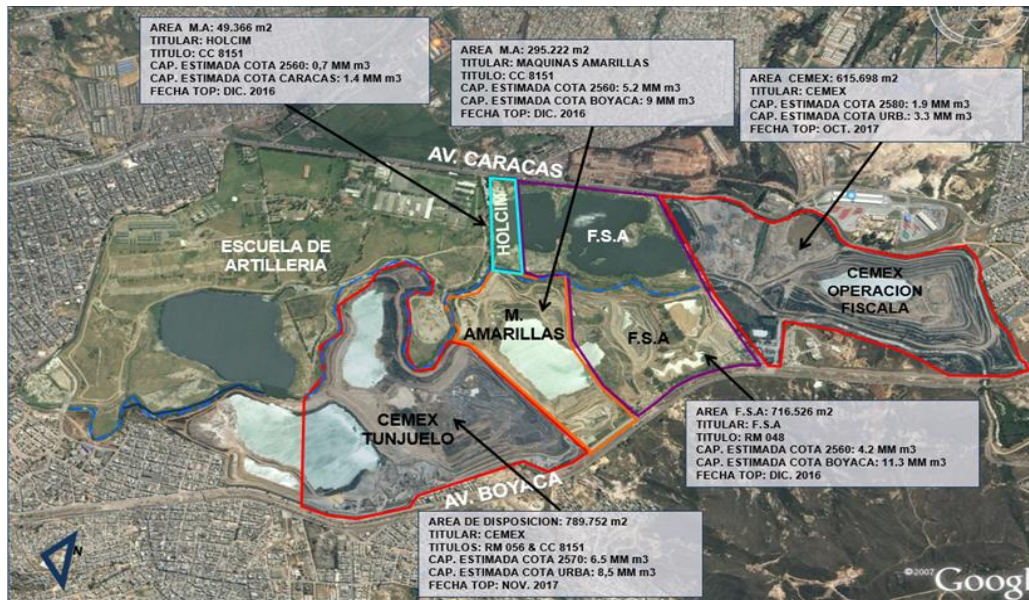 AREA M.A: 49.366 m2
TITULAR: HOLCIM
TITULO: CC 8151
CAP. ESTIMADA COTA 2560: 0,7 MM m3
CAP. ESTIMADA COTA CARACAS: 1.4 MM m3
FECHA TOP: DIC. 2016
AREA M.A: 295.222 m2
TITULAR: MAQUINAS AMARILLAS
TITULO: CC 8151
CAP. ESTIMADA COTA 2560: 5.2 MM m3
CAP. ESTIMADA COTA BOYACA: 9 MM m3
FECHA TOP: DIC. 2016
AREA CEMEX: 615.698 m2
TITULAR: CEMEX
CAP. ESTIMADA COTA 2580: 1.9 MM m3
CAP. ESTIMADA COTA URB.: 3.3 MM m3
FECHA TOP: OCT. 2017
AV. CARACAS
HOLCIM
F.S.A
ESCUELA DE
ARTILLERIA
CEMEX
OPERACION
FISCALA
M.
AMARILLAS
F.S.A
CEMEX
TUNJUELO
AV. BOYACA
AREA F.S.A: 716.526 m2
TITULAR: F.S.A
TITULO: RM 048
CAP. ESTIMADA COTA 2560: 4.2 MM m3
CAP. ESTIMADA COTA BOYACA: 11.3 MM m3
FECHA TOP: DIC. 2016
AREA DE DISPOSICION: 789.752 m2
TITULAR: CEMEX
TITULOS: RM 056 & CC 8151
CAP. ESTIMADA COTA 2570: 6.5 MM m3
CAP. ESTIMADA COTA URBA: 8,5 MM m3
FECHA TOP: NOV. 2017
N
©2007 Googl